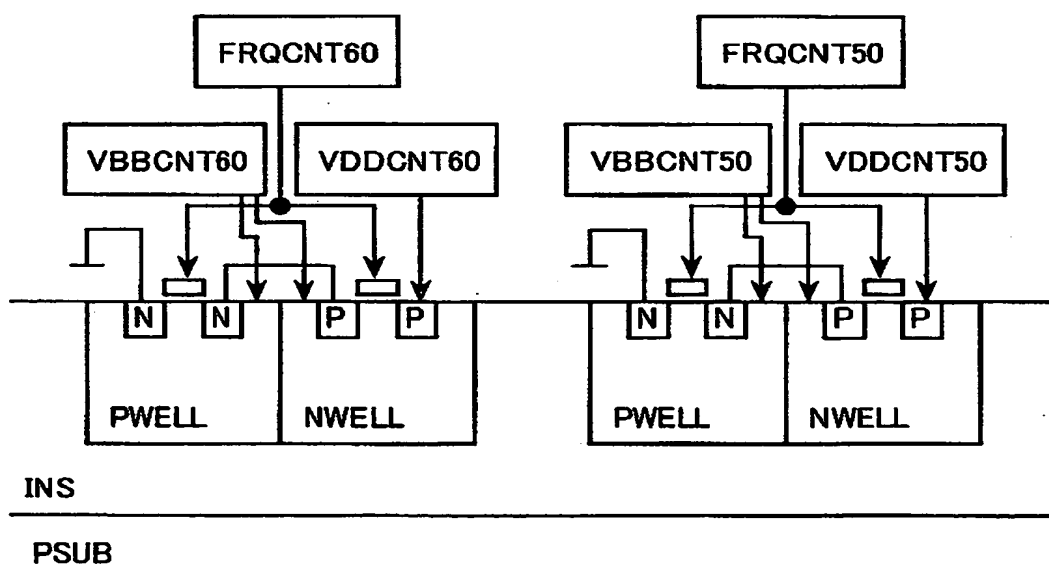 FRQCNT60 FRQCNT50
VBBCNT60 VDDCNT60 VBBCNT50 VDDCNT50
N N P P N N P P
PWELL NWELL PWELL NWELL
INS
PSUB